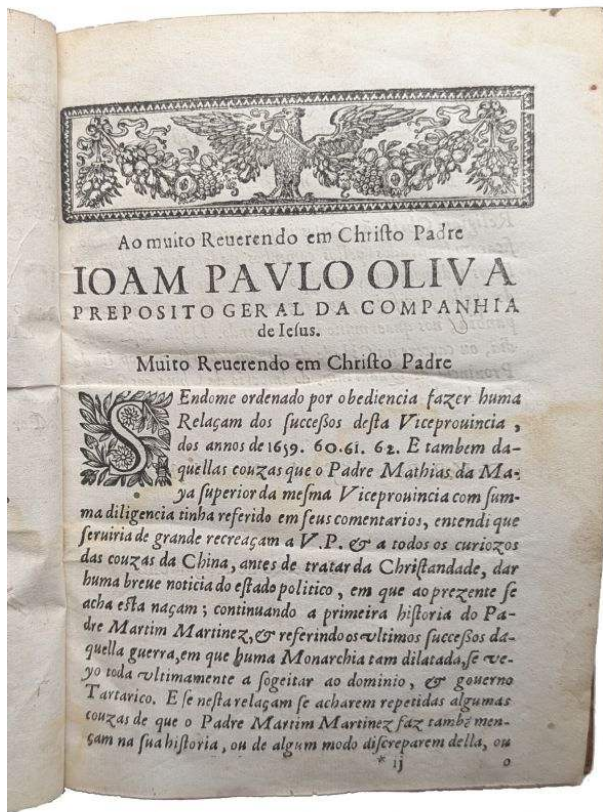 Ao muito Reuerendo em Chriſto Padre
IOAM PAVLO OLIVA
PREPOSITO GERAL DA COMPANHIA
de Ieſus.
Muito Reuerendo em Chriſto Padre
SEndome ordenado por obediencia fazer huma
Relaçam dos ſucceſſos deſta Viceprouincia ,
dos annos de 1659. 60. 61. 62. E tambem da-
quellas couzas que o Padre Mathias da Ma-
ya ſuperior da meſma Viceprouincia com ſum-
ma diligencia tinha referido em ſeus comentarios, entendi que
ſeruiria de grande recreaçam a V.P. & a todos os curiozos
das couzas da China, antes de tratar da Chriſtandade, dar
huma breue noticia do eſtado politico , em que ao prezente ſe
acha eſta naçam ; continuando a primeira hiſtoria do Pa-
dre Martim Martinez, & referindo os vltimos ſucceſſos da-
quella guerra, em que huma Monarchia tam dilatada, ſe ve-
yo toda vltimamente a ſogeitar ao dominio , & gouerno
Tartarico. E ſe neſta relaçam ſe acharem repetidas algumas
couzas de que o Padre Martim Martinez faz tambẽ men-
çam na ſua hiſtoria , ou de algum modo diſcreparem della, ou
* ij o